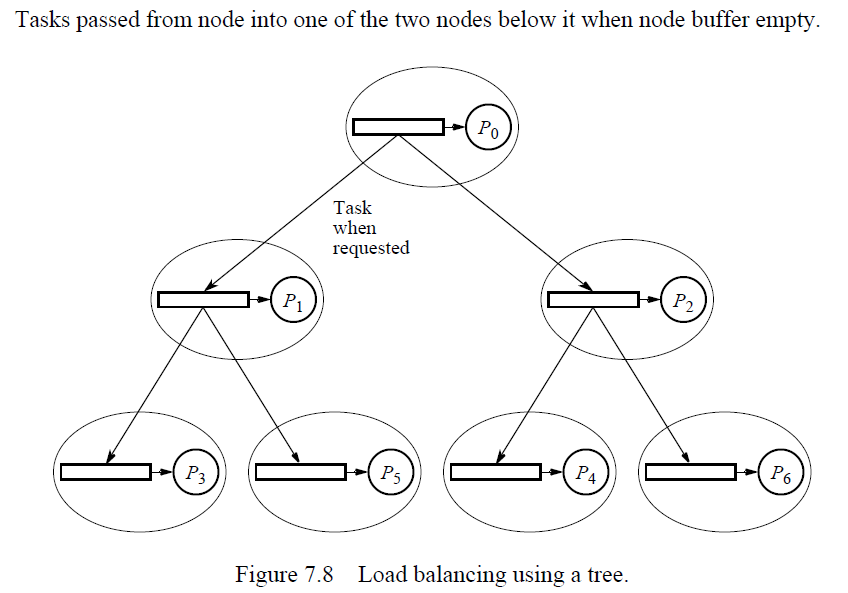 Tasks passed from node into one of the two nodes below it when node buffer empty.
P0
Task
when
requested
P1
P2
P3
P5
P4
P6
Figure 7.8 Load balancing using a tree.